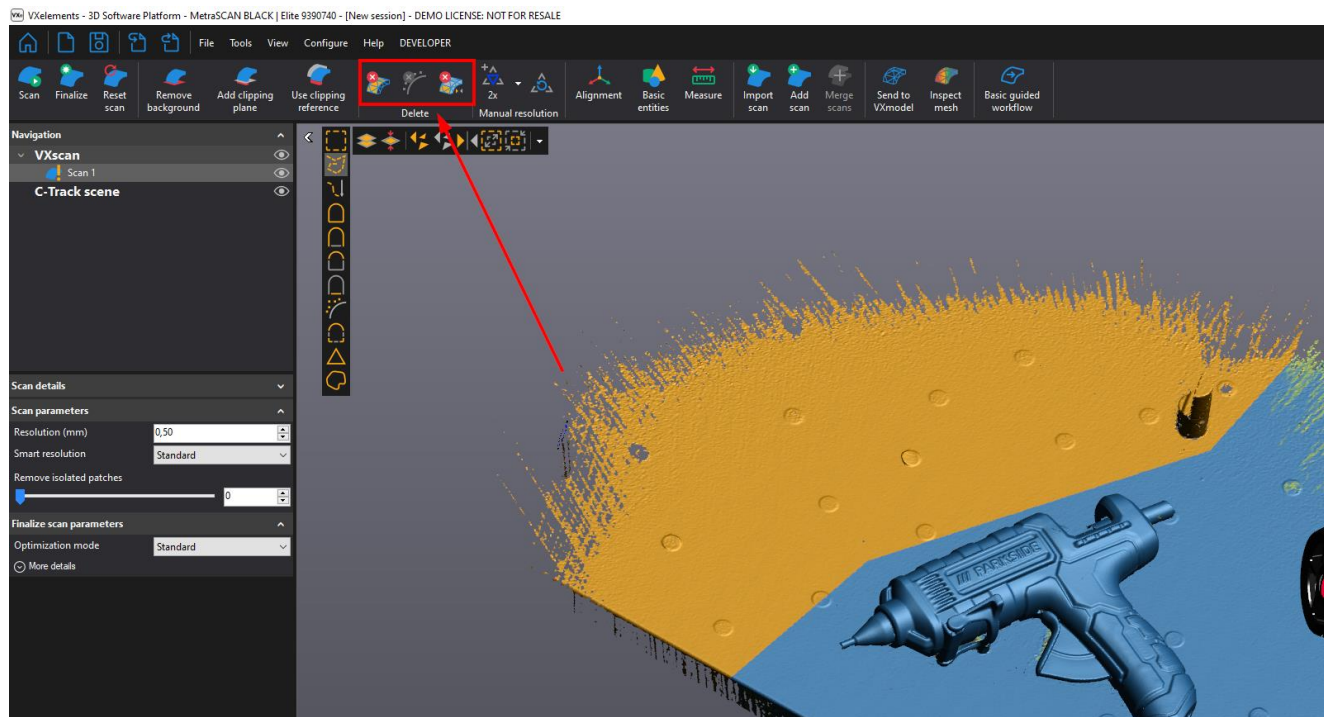 VXelements - 3D Software Platform - MetraSCAN BLACK | Elite 9390740 - [New session] - DEMO LICENSE: NOT FOR RESALE
File Tools View Configure Help DEVELOPER
Scan
Finalize
Reset
scan
Remove
background
Add clipping
plane
Use clipping
reference
Delete
2x
Manual resolution
Alignment
Basic
entities
Measure
Import
scan
Add
scan
Merge
scans
Send to
VXmodel
Inspect
mesh
Basic guided
workflow
Navigation
VXscan
Scan 1
C-Track scene
Scan details
Scan parameters
Resolution (mm) 0,50
Smart resolution Standard
Remove isolated patches
0
Finalize scan parameters
Optimization mode Standard
More details
/// PARKSIDE